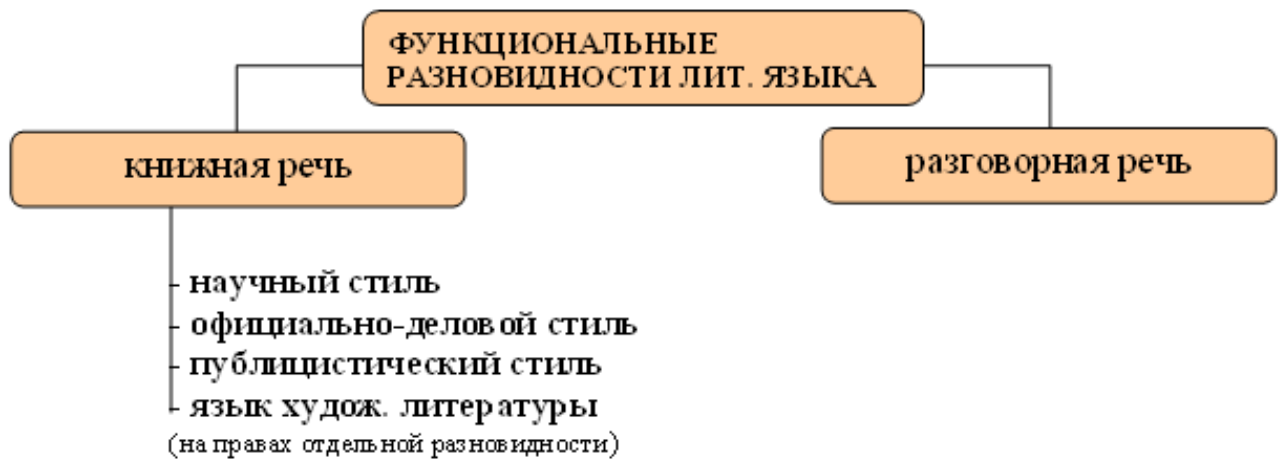 ФУНКЦИОНАЛЬНЫЕ
РАЗНОВИДНОСТИ ЛИТ. ЯЗЫКА
книжная речь
разговорная речь
- научный стиль
- официально-деловой стиль
- публицистический стиль
- язык худож. литературы
(на правах отдельной разновидности)